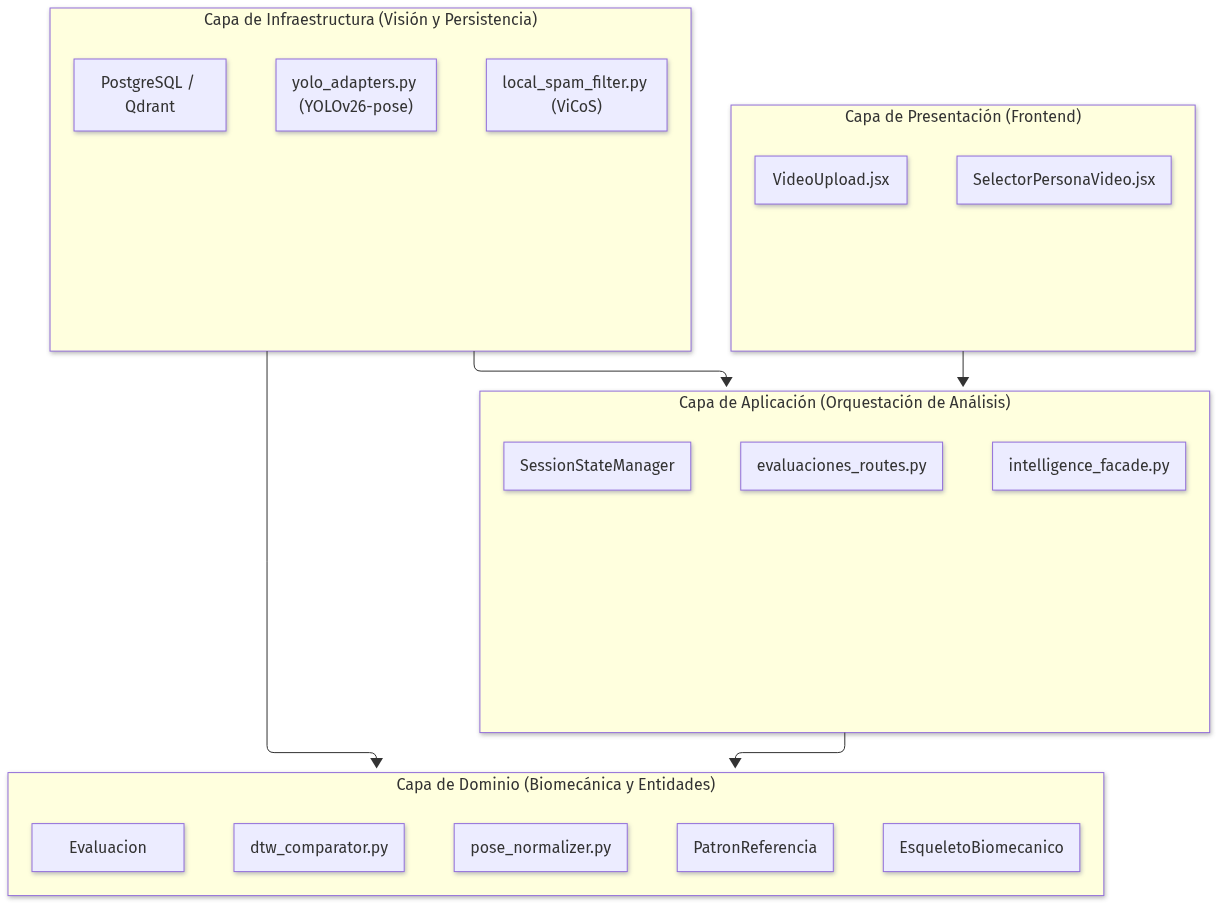 Capa de Infraestructura (Visión y Persistencia)
PostgreSQL /
Qdrant
yolo_adapters.py
(YOLOv26-pose)
local_spam_filter.py
(ViCoS)
Capa de Presentación (Frontend)
VideoUpload.jsx
SelectorPersonaVideo.jsx
Capa de Aplicación (Orquestación de Análisis)
SessionStateManager
evaluaciones_routes.py
intelligence_facade.py
Capa de Dominio (Biomecánica y Entidades)
Evaluacion
dtw_comparator.py
pose_normalizer.py
PatronReferencia
EsqueletoBiomecanico